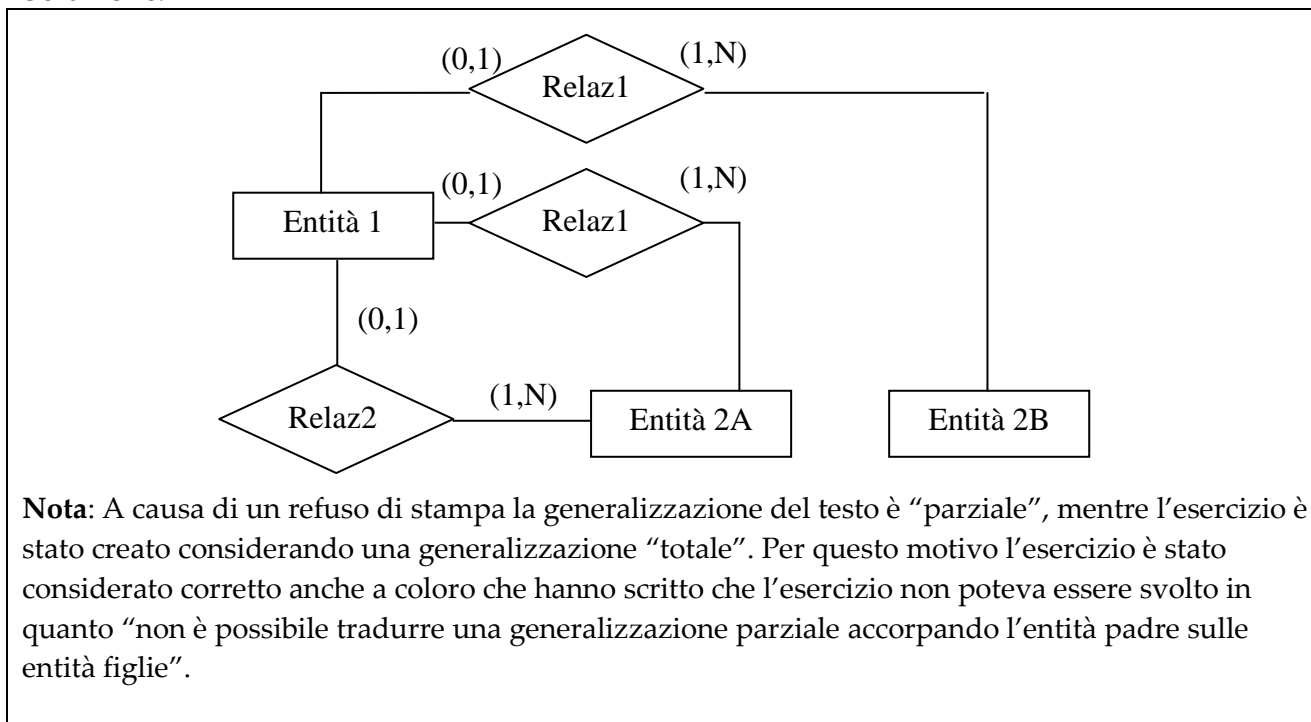 (0,1)
(1,N)
Relaz1
(0,1)
(1,N)
Entità 1
Relaz1
(0,1)
(1,N)
Relaz2
Entità 2A
Entità 2B
Nota: A causa di un refuso di stampa la generalizzazione del testo è “parziale”, mentre l’esercizio è
stato creato considerando una generalizzazione “totale”. Per questo motivo l’esercizio è stato
considerato corretto anche a coloro che hanno scritto che l’esercizio non poteva essere svolto in
quanto “non è possibile tradurre una generalizzazione parziale accorpando l’entità padre sulle
entità figlie”.